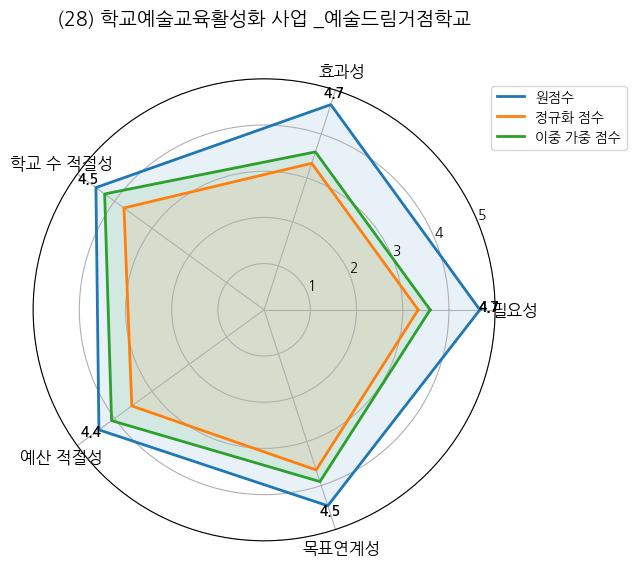 (28) 학교예술교육활성화 사업 _예술드림거점학교
효과성
4.7
원점수
정규화 점수
이중 가중 점수
학교 수 적절성
4.5
5
4
3
2
1
4.7
필요성
4.4
예산 적절성
4.5
목표연계성